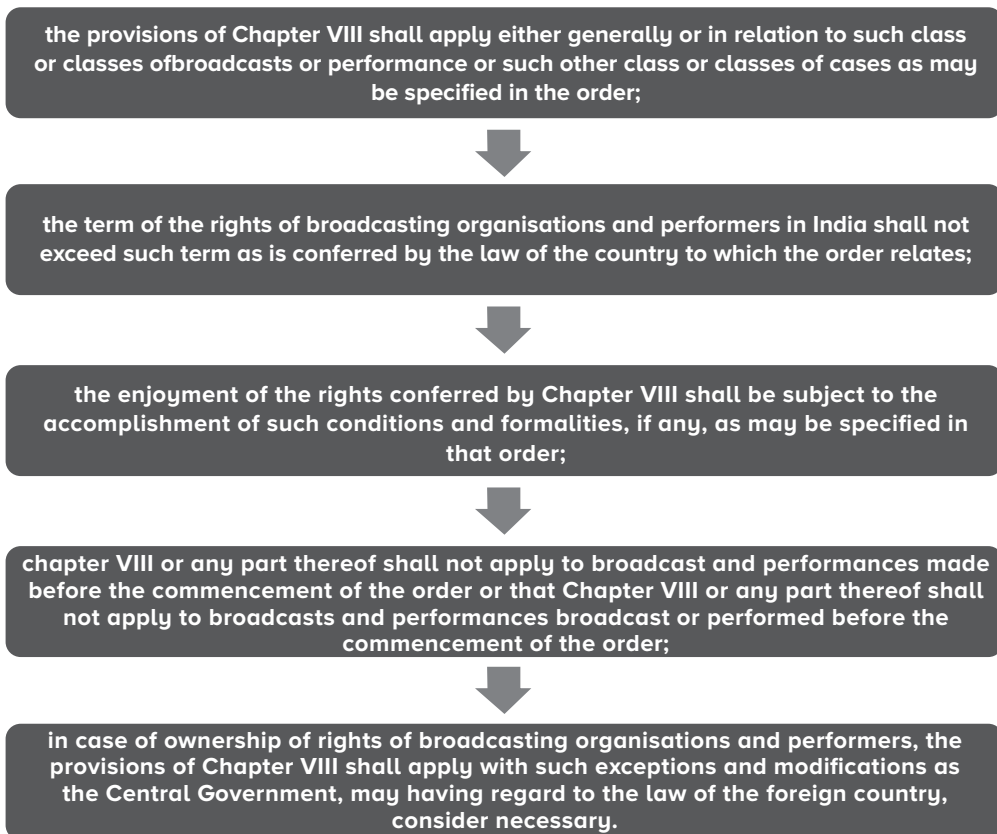 the provisions of Chapter VIII shall apply either generally or in relation to such class
or classes ofbroadcasts or performance or such other class or classes of cases as may
be specified in the order;
the term of the rights of broadcasting organisations and performers in India shall not
exceed such term as is conferred by the law of the country to which the order relates;
the enjoyment of the rights conferred by Chapter VIII shall be subject to the
accomplishment of such conditions and formalities, if any, as may be specified in
that order;
chapter VIII or any part thereof shall not apply to broadcast and performances made
before the commencement of the order or that Chapter VIII or any part thereof shall
not apply to broadcasts and performances broadcast or performed before the
commencement of the order;
in case of ownership of rights of broadcasting organisations and performers, the
provisions of Chapter VIII shall apply with such exceptions and modifications as
the Central Government, may having regard to the law of the foreign country,
consider necessary.